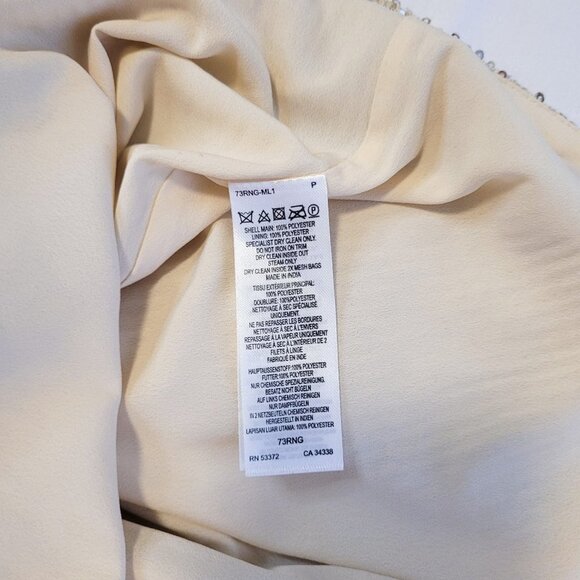 73RNG-ML1 P
SHELL MAIN: 100% POLYESTER
LINING: 100% POLYESTER
SPECIALIST DRY CLEAN ONLY.
DO NOT IRON ON TRIM
DRY CLEAN INSIDE OUT
STEAM ONLY
DRY CLEAN INSIDE 2X MESH BAGS
MADE IN INDIA
TISSU EXTÉRIEUR PRINCIPAL:
100% POLYESTER
DOUBLURE: 100%POLYESTER
NETTOYAGE À SEC SPÉCIALISÉ
UNIQUEMENT.
NE PAS REPASSER LES BORDURES
NETTOYAGE À SEC À L'ENVERS
REPASSAGE À LA VAPEUR UNIQUEMENT
NETTOYAGE À SEC À L'INTÉRIEUR DE 2
FILETS À LINGE
FABRIQUÉ EN INDE
HAUPTAUSSENSTOFF:100% POLYESTER
FUTTER:100% POLYESTER
NUR CHEMISCHE SPEZIALREINIGUNG.
BESATZ NICHT BÜGELN
AUF LINKS CHEMISCH REINIGEN
NUR DAMPFBÜGELN
IN 2 NETZBEUTELN CHEMISCH REINIGEN
HERGESTELLT IN INDIEN
LAPISAN LUAR UTAMA: 100% POLYESTER
73RNG
RN 53372 CA 34338